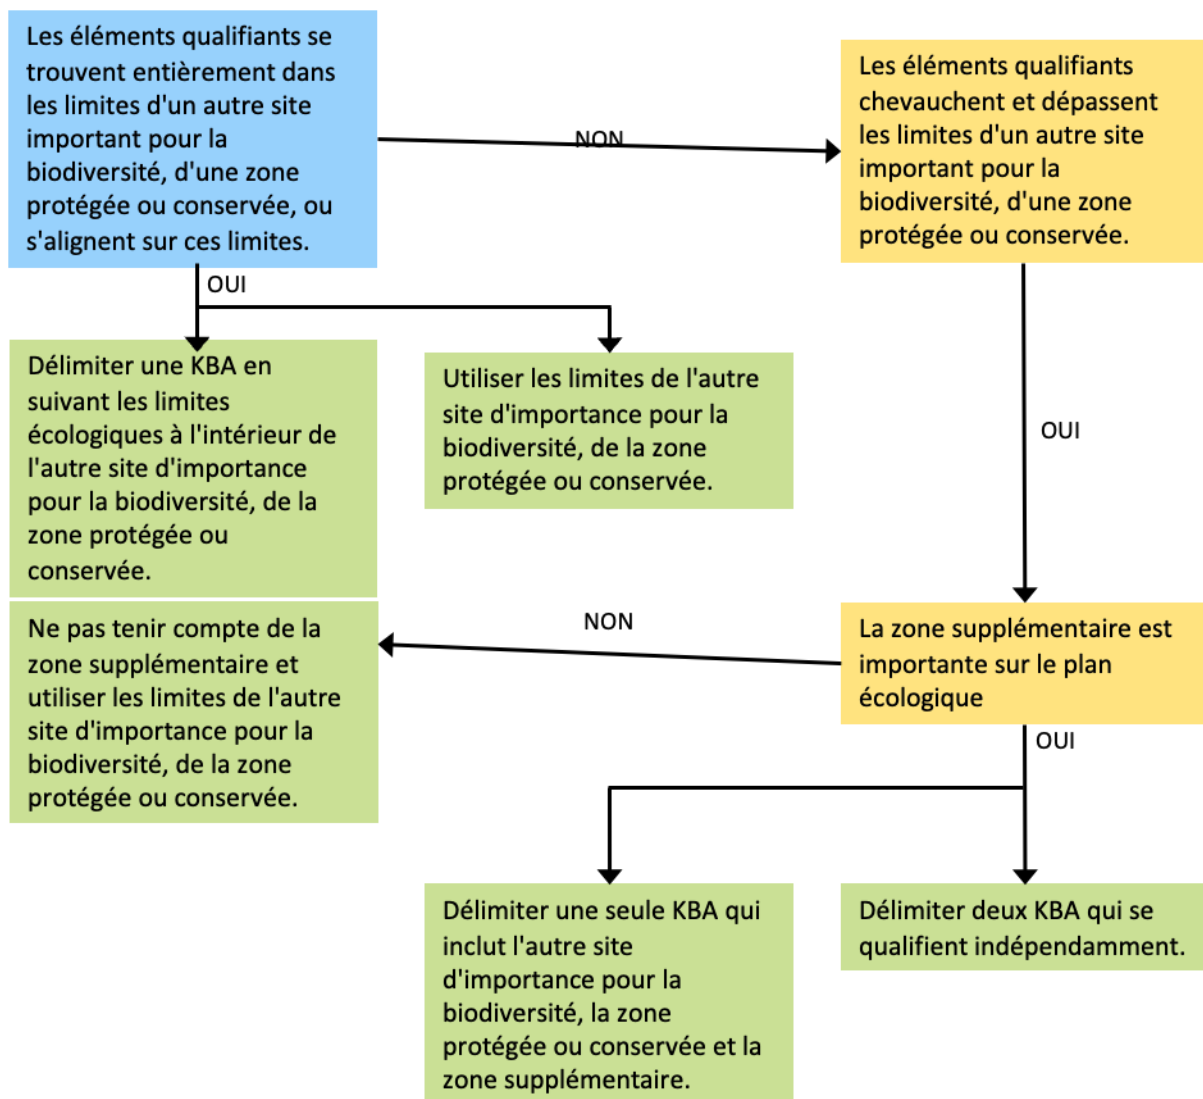 Les éléments qualifiants se
trouvent entièrement dans
les limites d'un autre site
important pour la
biodiversité, d'une zone
protégée ou conservée, ou
s'alignent sur ces limites.
NON
Les éléments qualifiants
chevauchent et dépassent
les limites d'un autre site
important pour la
biodiversité, d'une zone
protégée ou conservée.
OUI
Délimiter une KBA en
suivant les limites
écologiques à l'intérieur de
l'autre site d'importance
pour la biodiversité, de la
zone protégée ou
conservée.
Utiliser les limites de l'autre
site d'importance pour la
biodiversité, de la zone
protégée ou conservée.
OUI
Ne pas tenir compte de la
zone supplémentaire et
utiliser les limites de l'autre
site d'importance pour la
biodiversité, de la zone
protégée ou conservée.
NON
La zone supplémentaire est
importante sur le plan
écologique
OUI
Délimiter une seule KBA qui
inclut l'autre site
d'importance pour la
biodiversité, la zone
protégée ou conservée et la
zone supplémentaire.
Délimiter deux KBA qui se
qualifient indépendamment.